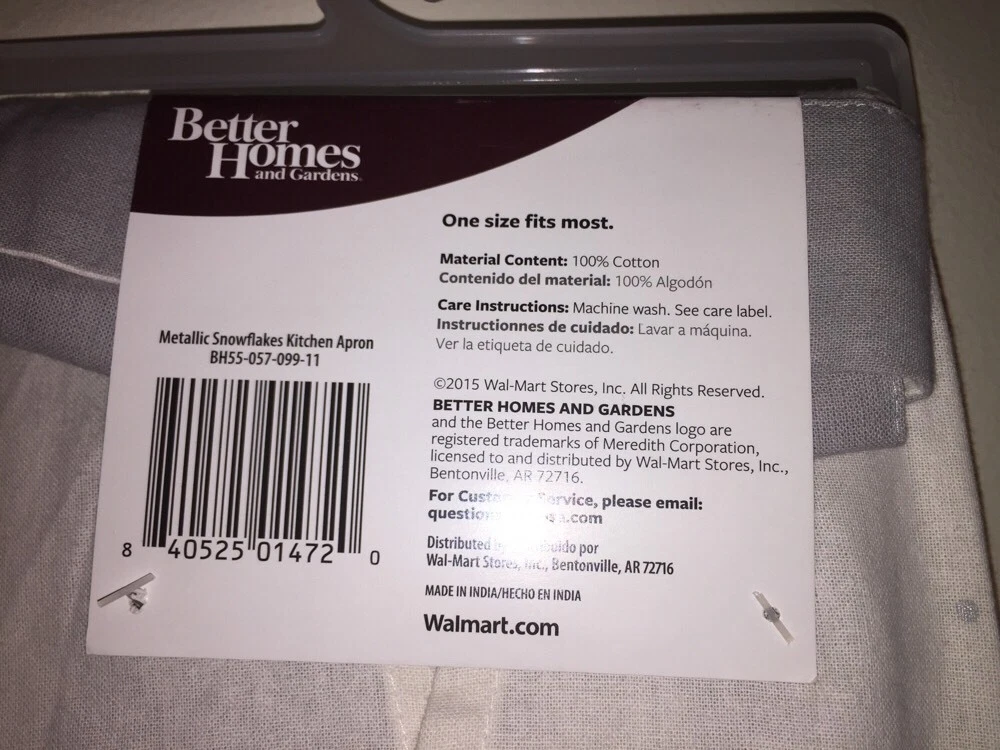 Better
Homes
and Gardens
One size fits most.
Material Content: 100% Cotton
Contenido del material: 100% Algodón
Care Instructions: Machine wash. See care label.
Instructionnes de cuidado: Lavar a máquina.
Ver la etiqueta de cuidado.
Metallic Snowflakes Kitchen Apron
BH55-057-099-11
8 40525 01472 0
©2015 Wal-Mart Stores, Inc. All Rights Reserved.
BETTER HOMES AND GARDENS
and the Better Homes and Gardens logo are
registered trademarks of Meredith Corporation,
licensed to and distributed by Wal-Mart Stores, Inc.,
Bentonville, AR 72716.
For Service, please email:
Distributed por
Wal-Mart Stores, Inc., Bentonville, AR 72716
MADE IN INDIA/HECHO EN INDIA
Walmart.com